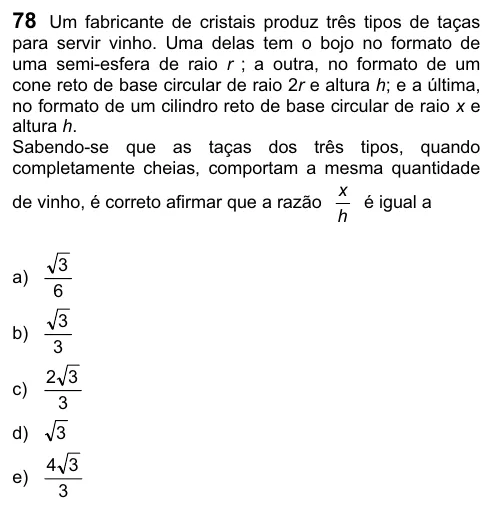 78 Um fabricante de cristais produz três tipos de taças
para servir vinho. Uma delas tem o bojo no formato de
uma semi-esfera de raio r ; a outra, no formato de um
cone reto de base circular de raio 2r e altura h; e a última,
no formato de um cilindro reto de base circular de raio x e
altura h.
Sabendo-se que as taças dos três tipos, quando
completamente cheias, comportam a mesma quantidade
de vinho, é correto afirmar que a razão x/h é igual a
a) √3/6
b) √3/3
c) 2√3/3
d) √3
e) 4√3/3